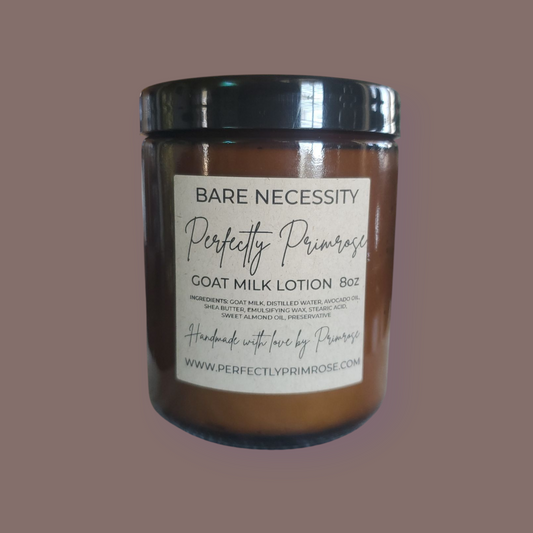 BARE NECESSITY
Perfectly Primrose
GOAT MILK LOTION 8oz
INGREDIENTS: GOAT MILK, DISTILLED WATER, AVOCADO OIL,
SHEA BUTTER, EMULSIFYING WAX, STEARIC ACID,
SWEET ALMOND OIL, PRESERVATIVE
Handmade with love by Primrose
WWW.PERFECTLYPRIMROSE.COM